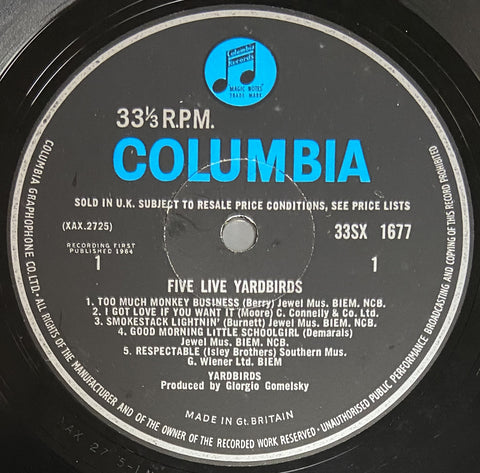 Columbia
Records
MAGIC NOTES
TRADE MARK
33⅓ R.P.M.
COLUMBIA
SOLD IN U.K. SUBJECT TO RESALE PRICE CONDITIONS, SEE PRICE LISTS
(XAX.2725)
33SX 1677
RECORDING FIRST
PUBLISHED 1964
1
1
FIVE LIVE YARDBIRDS
1. TOO MUCH MONKEY BUSINESS (Berry) Jewel Mus. BIEM. NCB.
2. I GOT LOVE IF YOU WANT IT (Moore) C. Connelly & Co. Ltd.
3. SMOKESTACK LIGHTNIN' (Burnett) Jewel Mus. BIEM. NCB.
4. GOOD MORNING LITTLE SCHOOLGIRL (Demarais)
Jewel Mus. BIEM. NCB.
5. RESPECTABLE (Isley Brothers) Southern Mus.
G. Wiener Ltd. BIEM
YARDBIRDS
Produced by Giorgio Gomelsky
MADE IN Gt. BRITAIN
COLUMBIA GRAPHOPHONE CO. LTD. • ALL RIGHTS OF THE MANUFACTURER AND OF THE OWNER OF THE RECORDED WORK RESERVED • UNAUTHORISED PUBLIC PERFORMANCE BROADCASTING AND COPYING OF THIS RECORD PROHIBITED